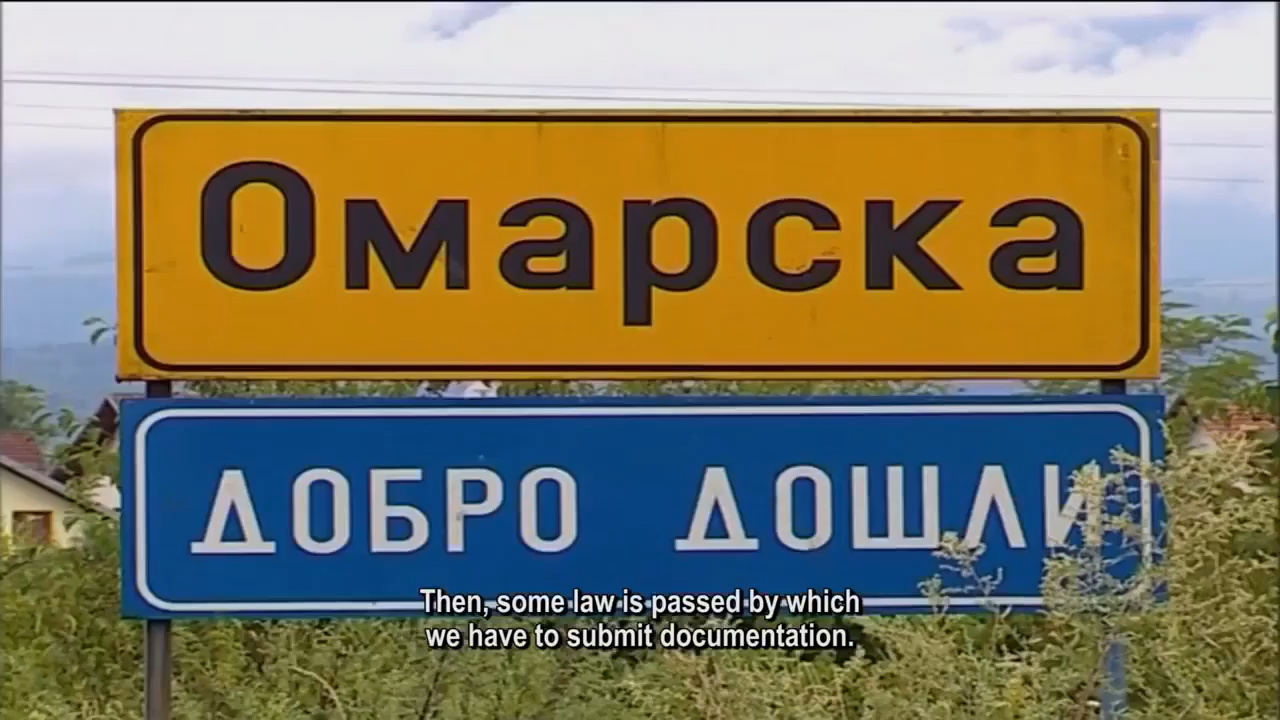 Омарска
ДОБРО ДОШЛИ
Then, some law is passed by which
we have to submit documentation.